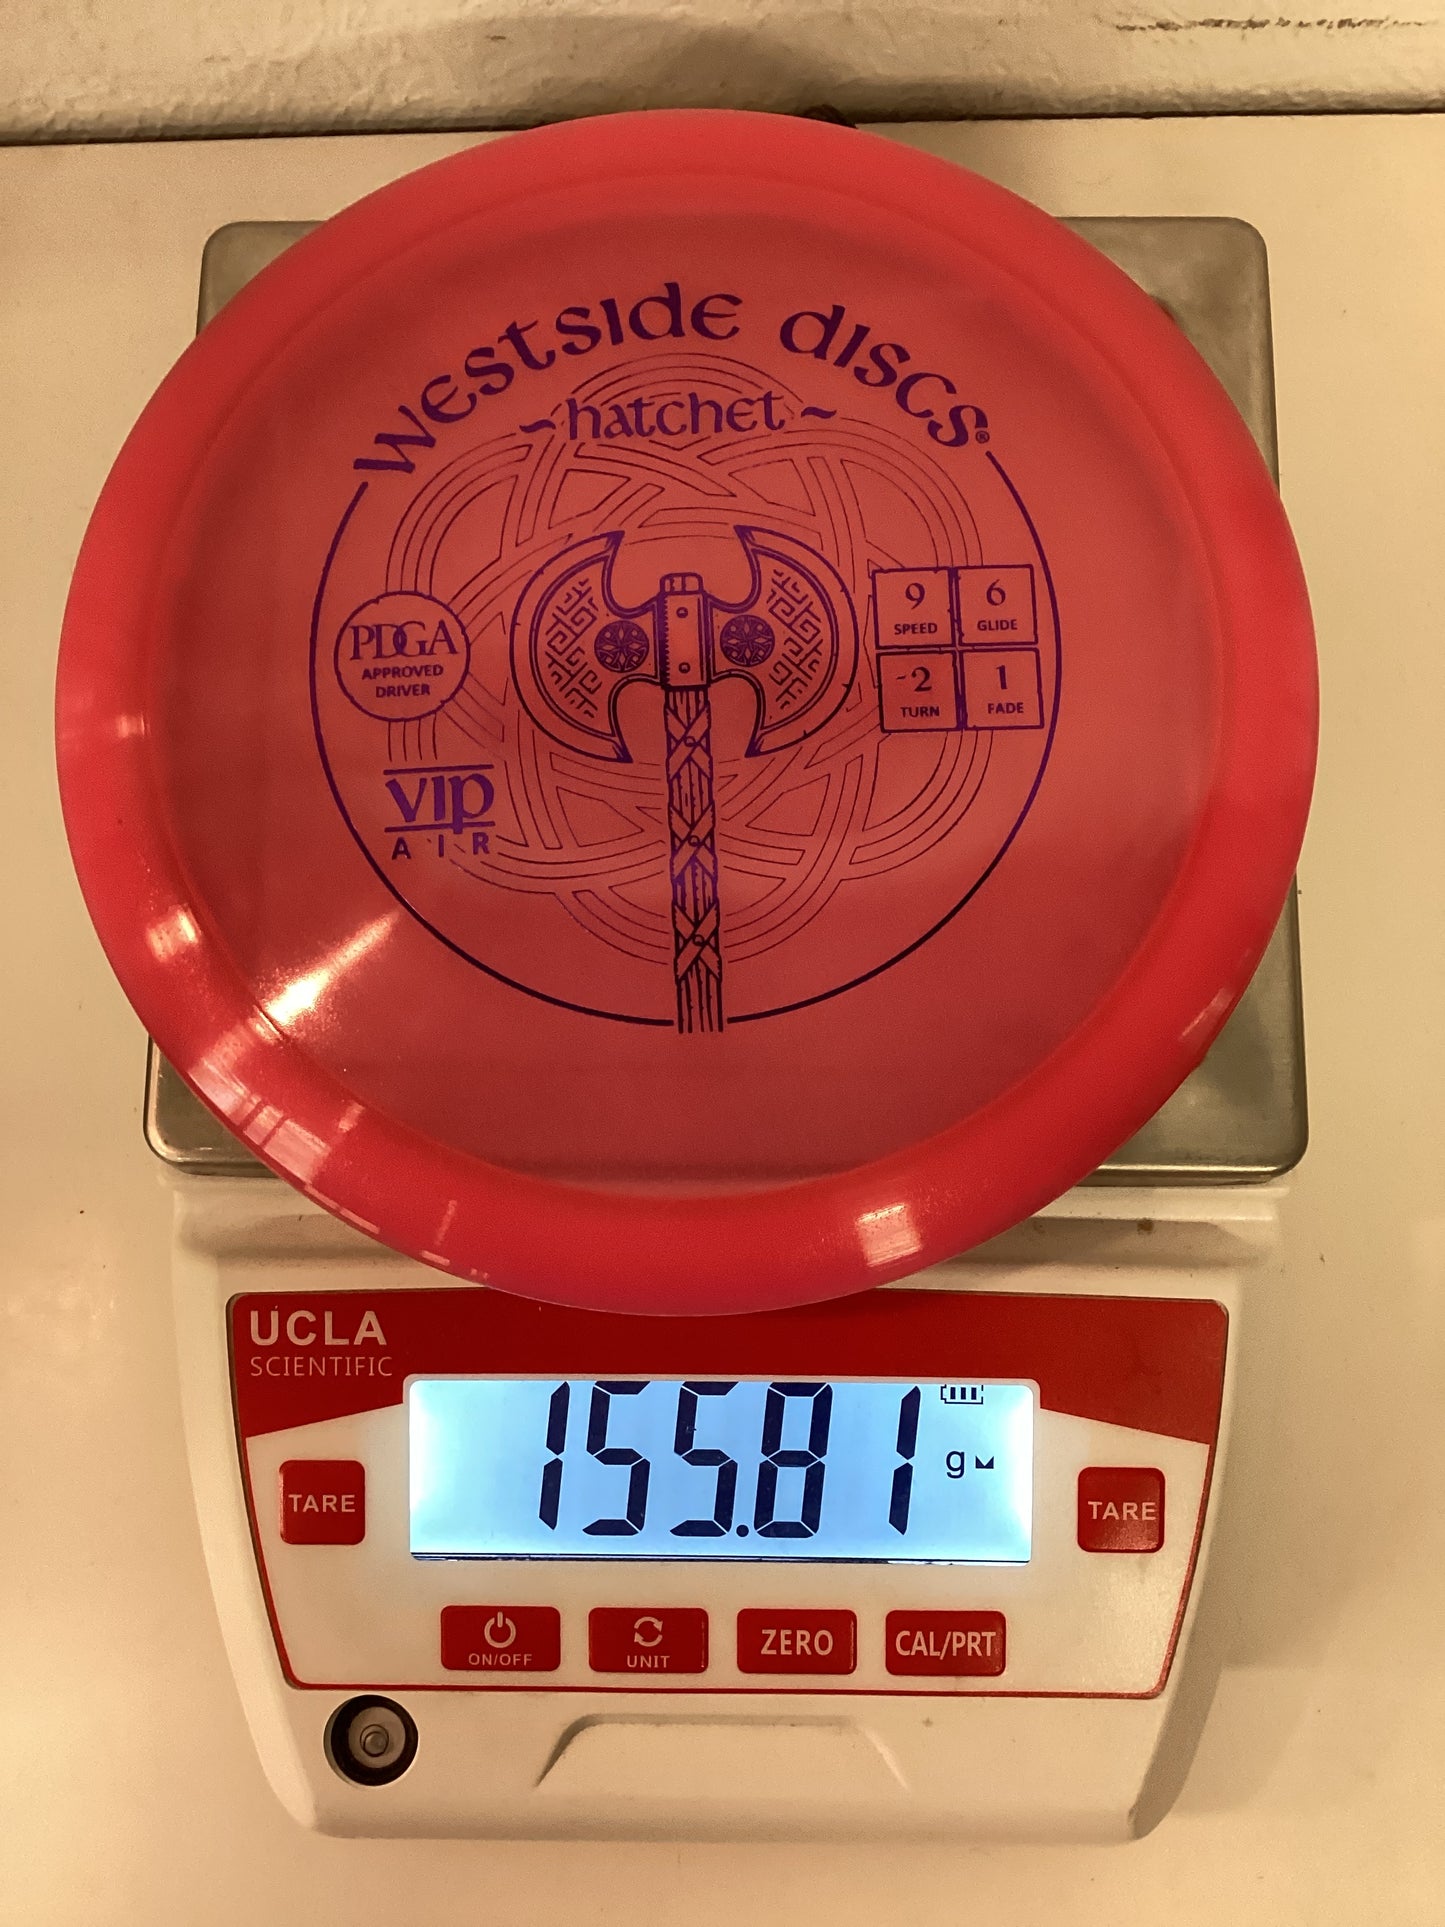 Westside discs®
~hatchet~
PDGA
APPROVED
DRIVER
9
SPEED
6
GLIDE
-2
TURN
1
FADE
VIP
AIR
UCLA
SCIENTIFIC
155.81 g
TARE
TARE
ON/OFF
UNIT
ZERO
CAL/PRT